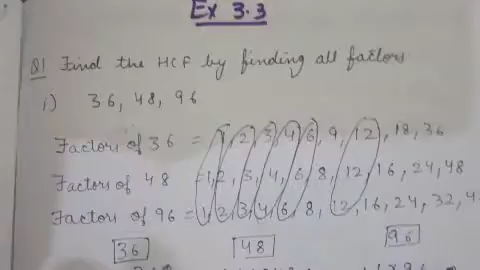 Ex 3.3
Q1 Find the HCF by finding all factors
i) 36, 48, 96
Factors of 36 = 1, 2, 3, 4, 6, 9, 12, 18, 36
Factors of 48 = 1, 2, 3, 4, 6, 8, 12, 16, 24, 48
Factors of 96 = 1, 2, 3, 4, 6, 8, 12, 16, 24, 32, 4
36 48 96